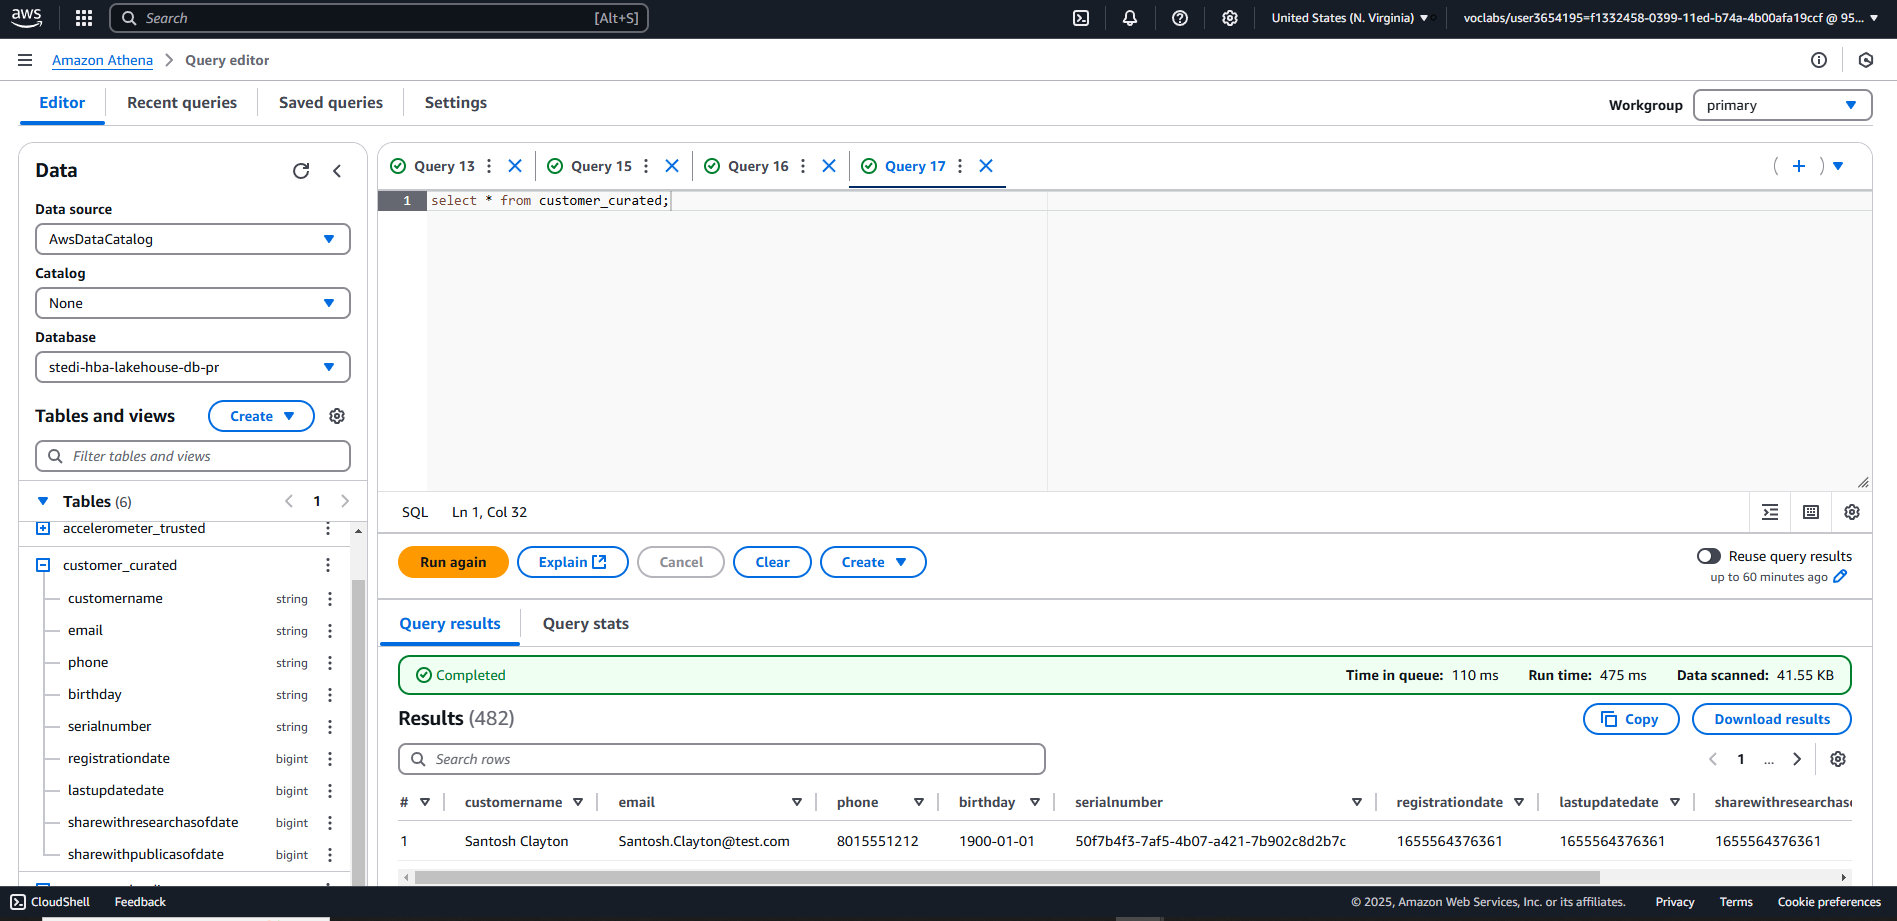 aws
Search [Alt+S] United States (N. Virginia) voclabs/user3654195=f1332458-0399-11ed-b74a-4b00afa19ccf @ 95...
Amazon Athena Query editor
Editor Recent queries Saved queries Settings Workgroup primary
Data
Data source
AwsDataCatalog
Catalog
None
Database
stedi-hba-lakehouse-db-pr
Tables and views Create
Filter tables and views
Tables (6) 1
accelerometer_trusted
customer_curated
customername string
email string
phone string
birthday string
serialnumber string
registrationdate bigint
lastupdatedate bigint
sharewithresearchasofdate bigint
sharewithpublicasofdate bigint
Query 13 Query 15 Query 16 Query 17
1 select * from customer_curated;
SQL Ln 1, Col 32
Run again Explain Cancel Clear Create
Reuse query results
up to 60 minutes ago
Query results Query stats
Completed Time in queue: 110 ms Run time: 475 ms Data scanned: 41.55 KB
Results (482) Copy Download results
Search rows 1 ...
# customername email phone birthday serialnumber registrationdate lastupdatedate sharewithresearchaso
1 Santosh Clayton Santosh.Clayton@test.com 8015551212 1900-01-01 50f7b4f3-7af5-4b07-a421-7b902c8d2b7c 1655564376361 1655564376361 1655564376361
CloudShell Feedback © 2025, Amazon Web Services, Inc. or its affiliates. Privacy Terms Cookie preferences